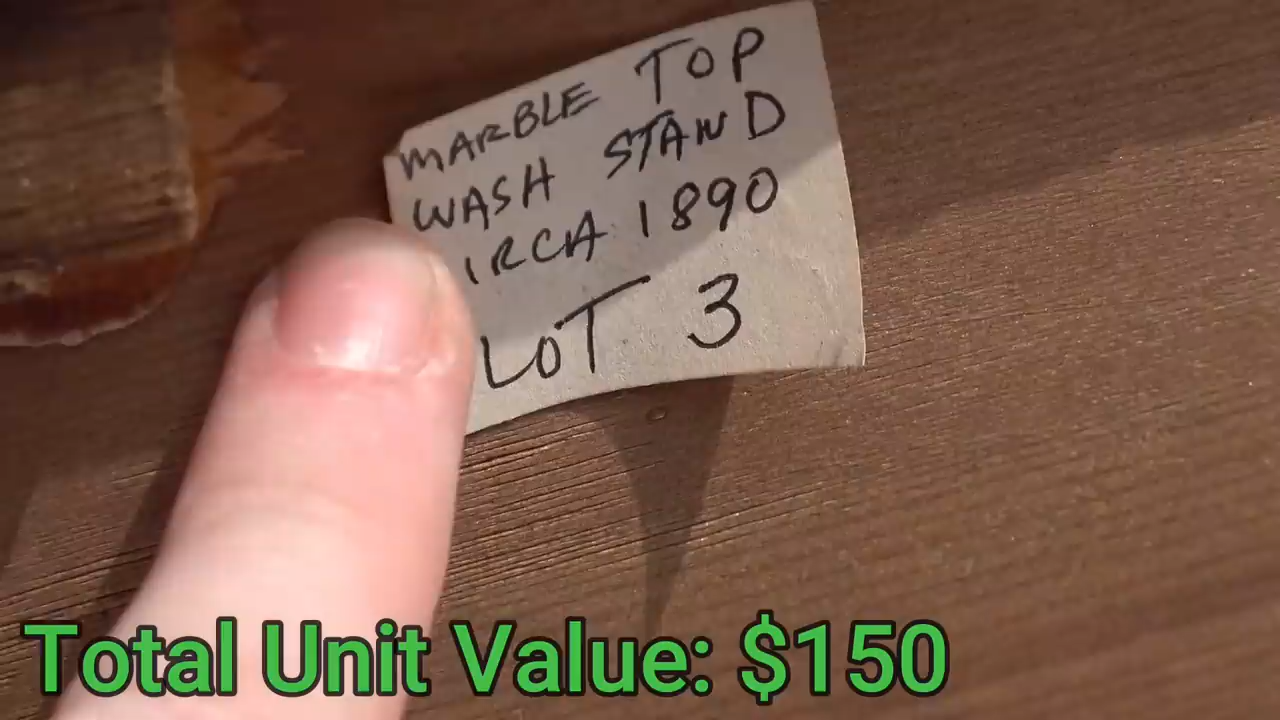 MARBLE TOP
WASH STAND
IRCA 1890
LOT 3
Total Unit Value: $150